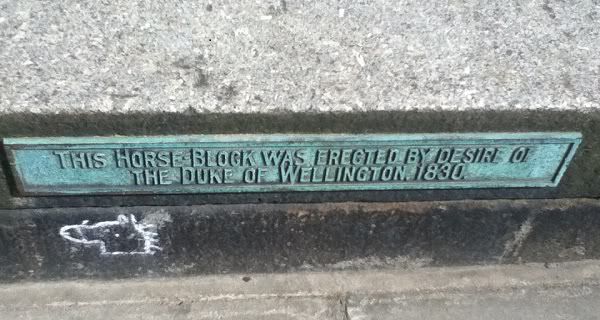 THIS HORSE-BLOCK WAS ERECTED BY DESIRE OF
THE DUKE OF WELLINGTON. 1830.